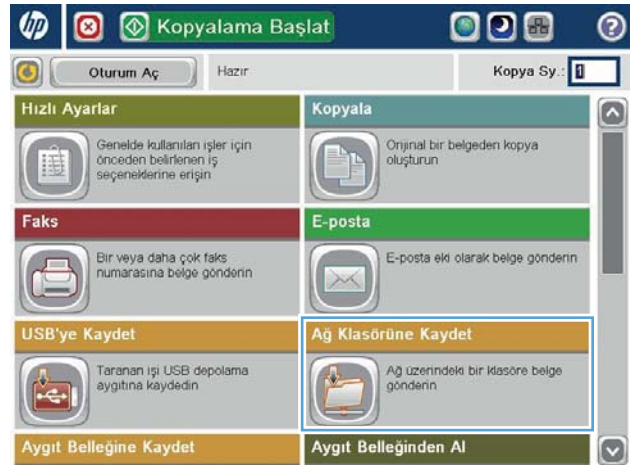 hp
Kopyalama Başlat
?
Oturum Aç
Hazır
Kopya Sy.: 1
Hızlı Ayarlar
Genelde kullanılan işler için
önceden belirlenen iş
seçeneklerine erişin
Kopyala
Orijinal bir belgeden kopya
oluşturun
Faks
Bir veya daha çok faks
numarasına belge gönderin
E-posta
E-posta eki olarak belge gönderin
USB'ye Kaydet
Taranan işi USB depolama
aygıtına kaydedin
Ağ Klasörüne Kaydet
Ağ üzerindeki bir klasöre belge
gönderin
Aygıt Belleğine Kaydet
Aygıt Belleğinden Al